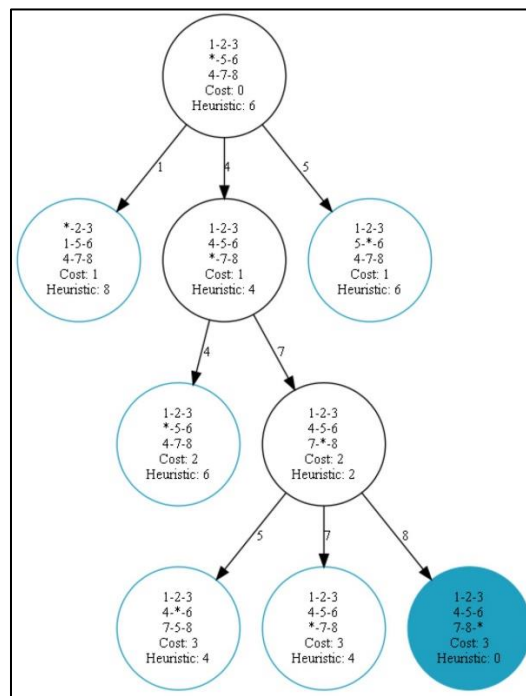 1-2-3
*-5-6
4-7-8
Cost: 0
Heuristic: 6
1
4
5
*-2-3
1-5-6
4-7-8
Cost: 1
Heuristic: 8
1-2-3
4-5-6
*-7-8
Cost: 1
Heuristic: 4
1-2-3
5-*-6
4-7-8
Cost: 1
Heuristic: 6
4
7
1-2-3
*-5-6
4-7-8
Cost: 2
Heuristic: 6
1-2-3
4-5-6
7-*-8
Cost: 2
Heuristic: 2
5
7
8
1-2-3
4-*-6
7-5-8
Cost: 3
Heuristic: 4
1-2-3
4-5-6
*-7-8
Cost: 3
Heuristic: 4
1-2-3
4-5-6
7-8-*
Cost: 3
Heuristic: 0